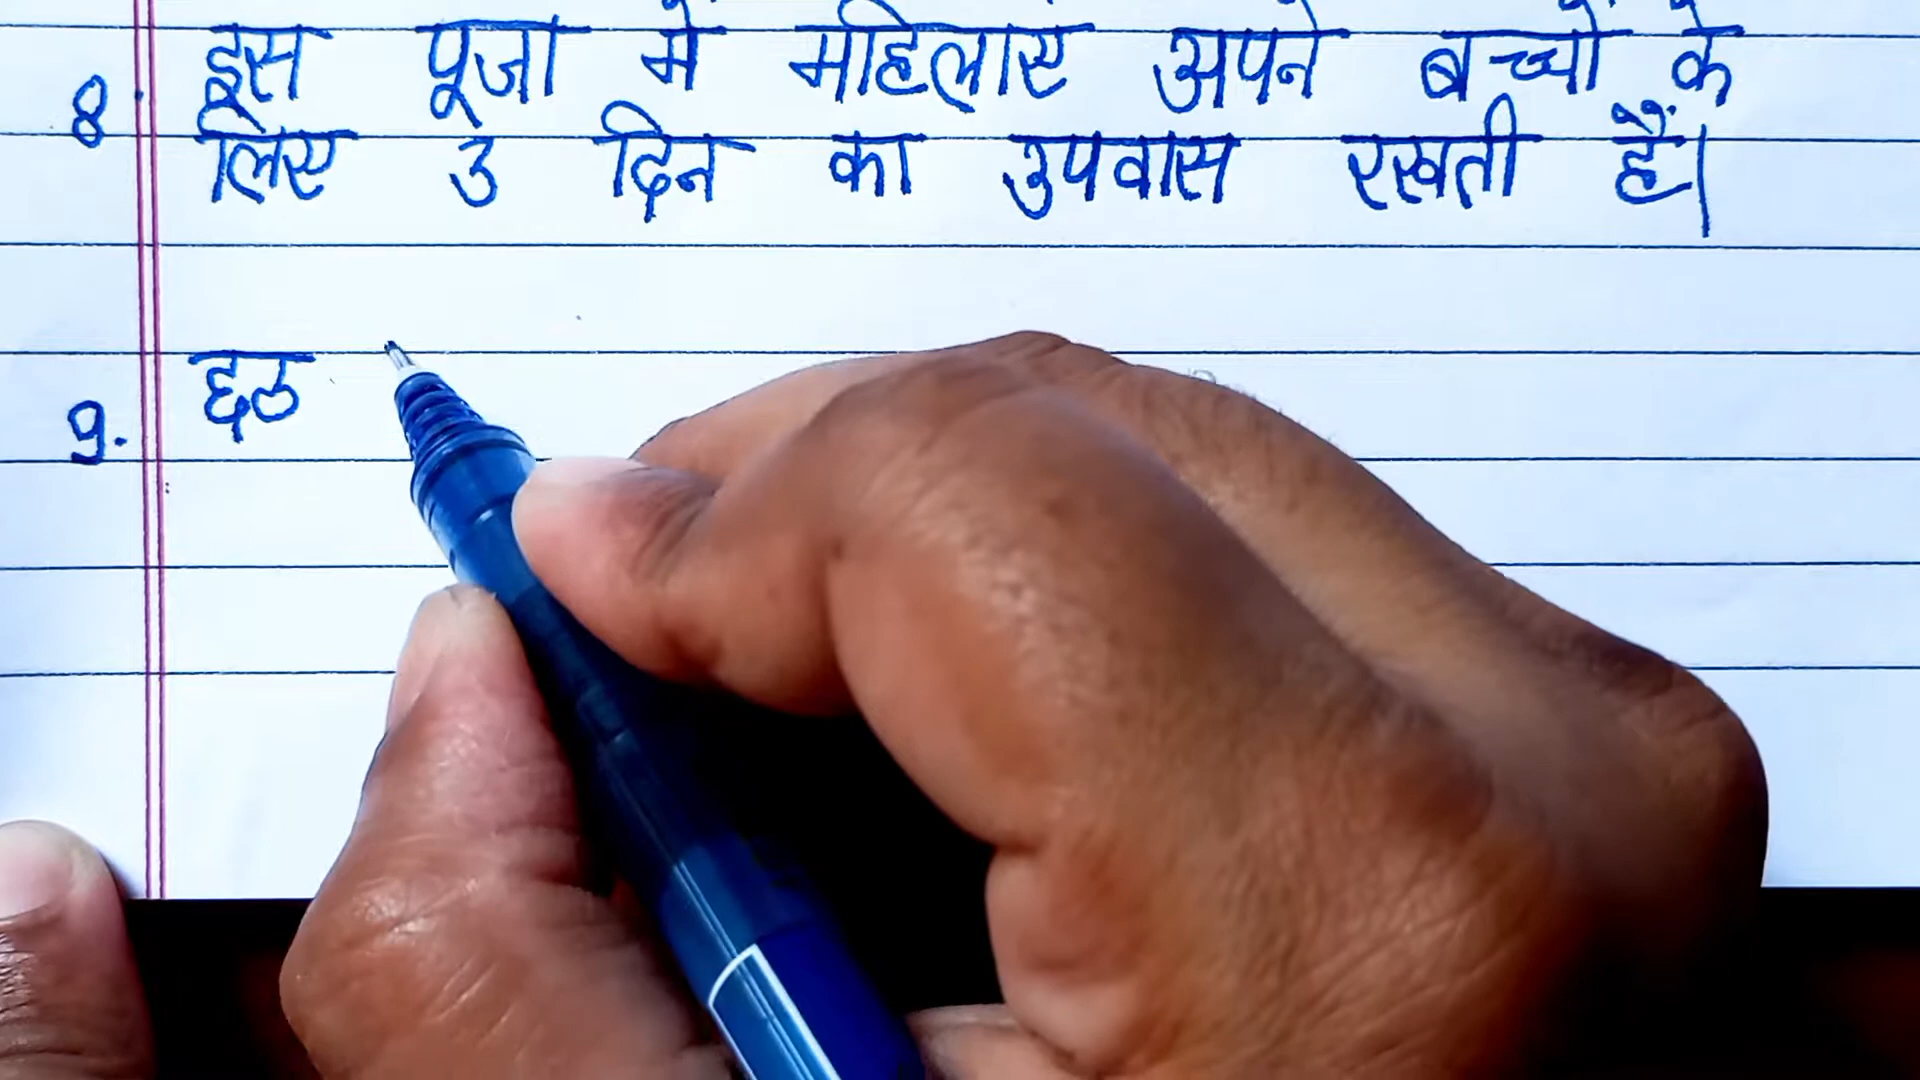 8. इस पूजा में महिलाएं अपने बच्चों के
लिए 3 दिन का उपवास रखती हैं।
9. छठ